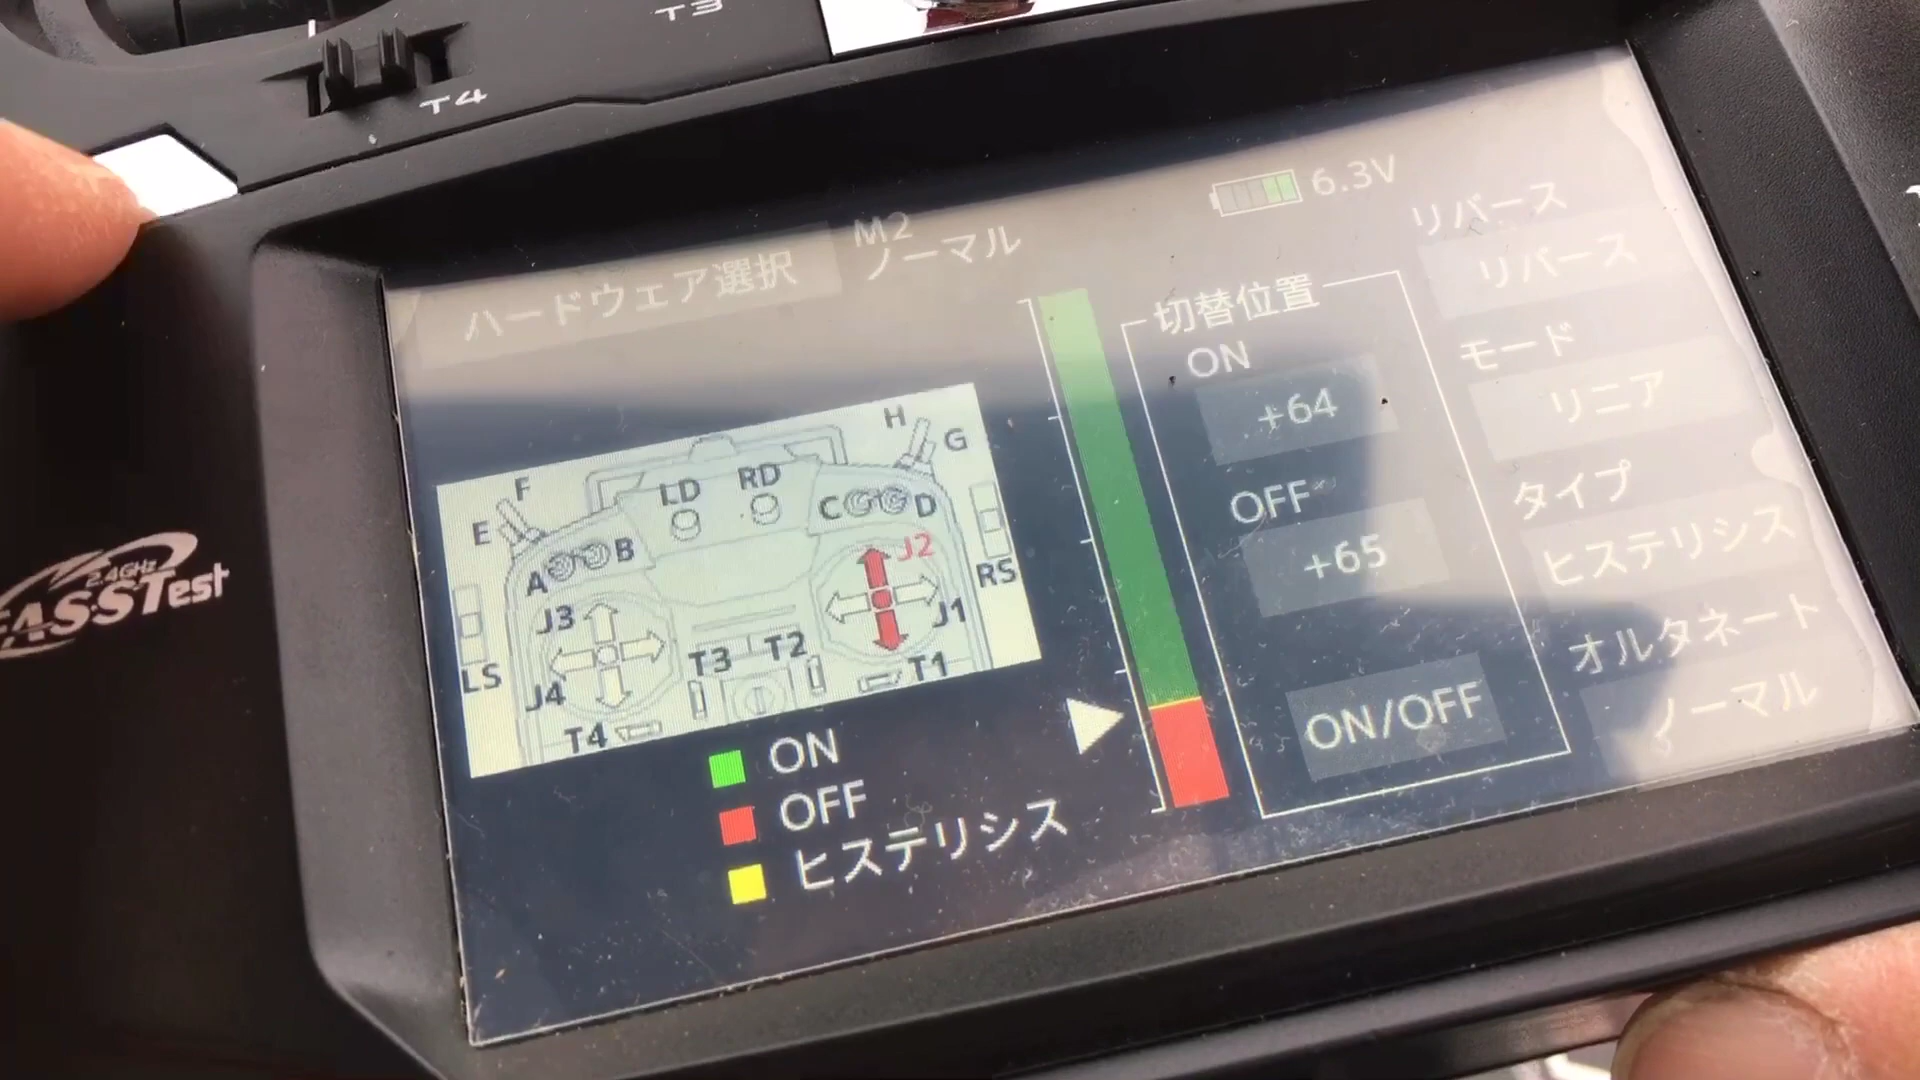 T3
T4
6.3V
M2
ノーマル
ハードウェア選択
リバース
リバース
切替位置
ON
+64
モード
リニア
OFF
+65
タイプ
ヒステリシス
ON/OFF
オルタネート
ノーマル
H
G
F
E
LD
RD
C
D
A
B
J2
J3
J1
RS
LS
J4
T3
T2
T1
T4
ON
OFF
ヒステリシス
2.4GHz
FASSTest